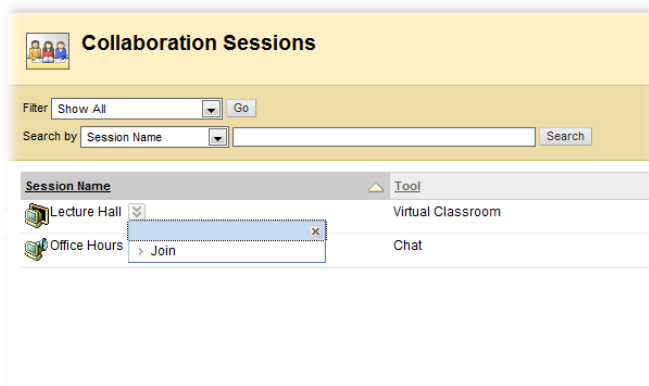 Collaboration Sessions
Filter Show All Go
Search by Session Name Search
Session Name Tool
Lecture Hall Virtual Classroom
Office Hours Chat
> Join